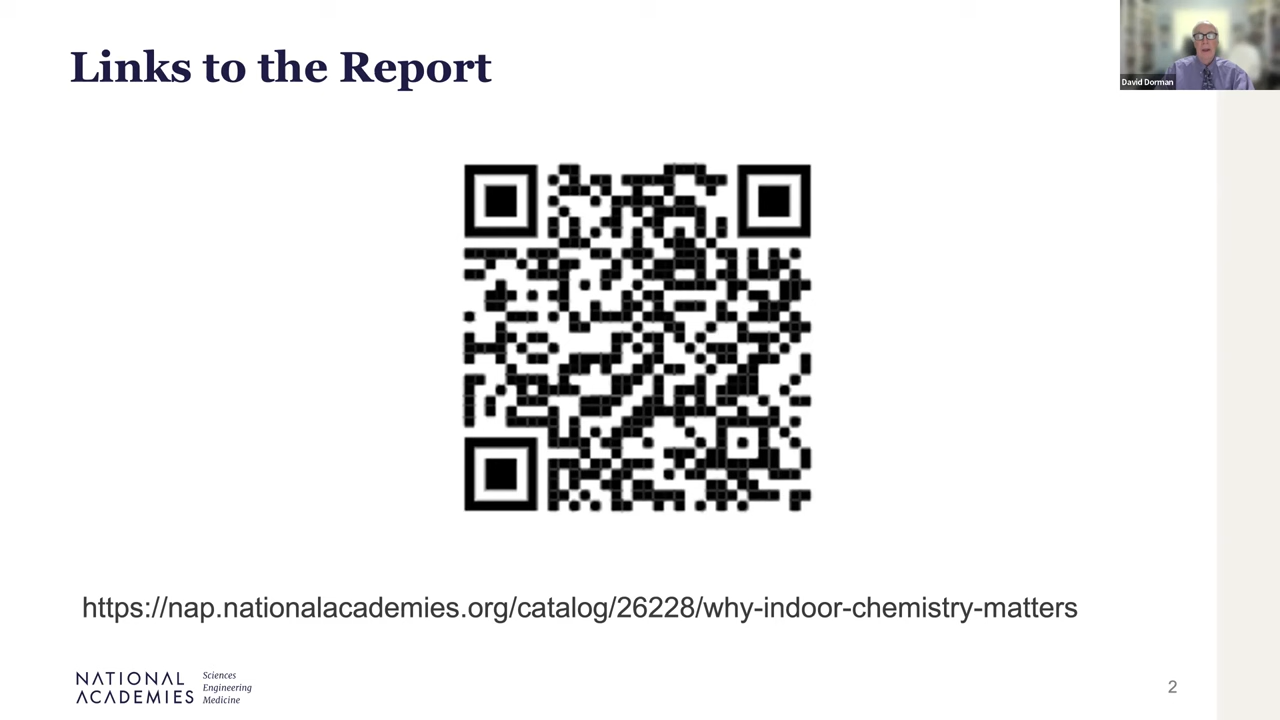 Links to the Report
David Dorman
https://nap.nationalacademies.org/catalog/26228/why-indoor-chemistry-matters
NATIONAL
ACADEMIES
Sciences
Engineering
Medicine
2